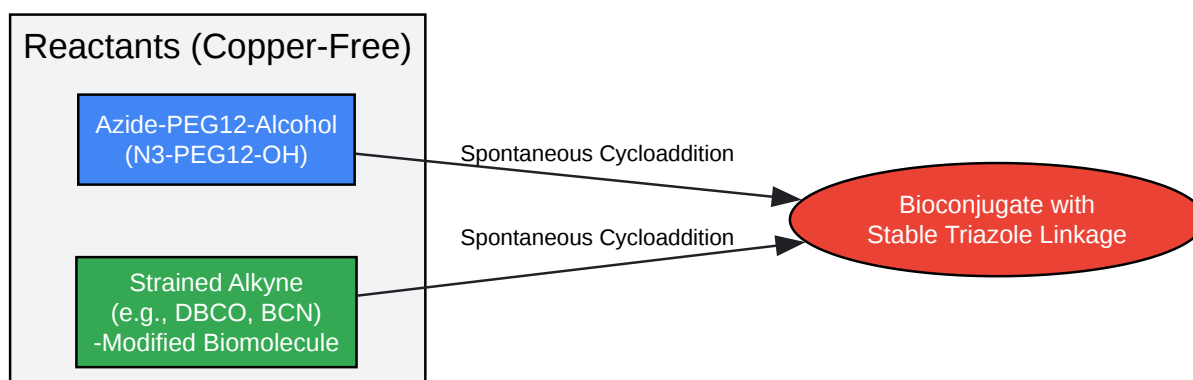 Reactants (Copper-Free)
Azide-PEG12-Alcohol
(N3-PEG12-OH)
Spontaneous Cycloaddition
Bioconjugate with
Stable Triazole Linkage
Spontaneous Cycloaddition
Strained Alkyne
(e.g., DBCO, BCN)
-Modified Biomolecule